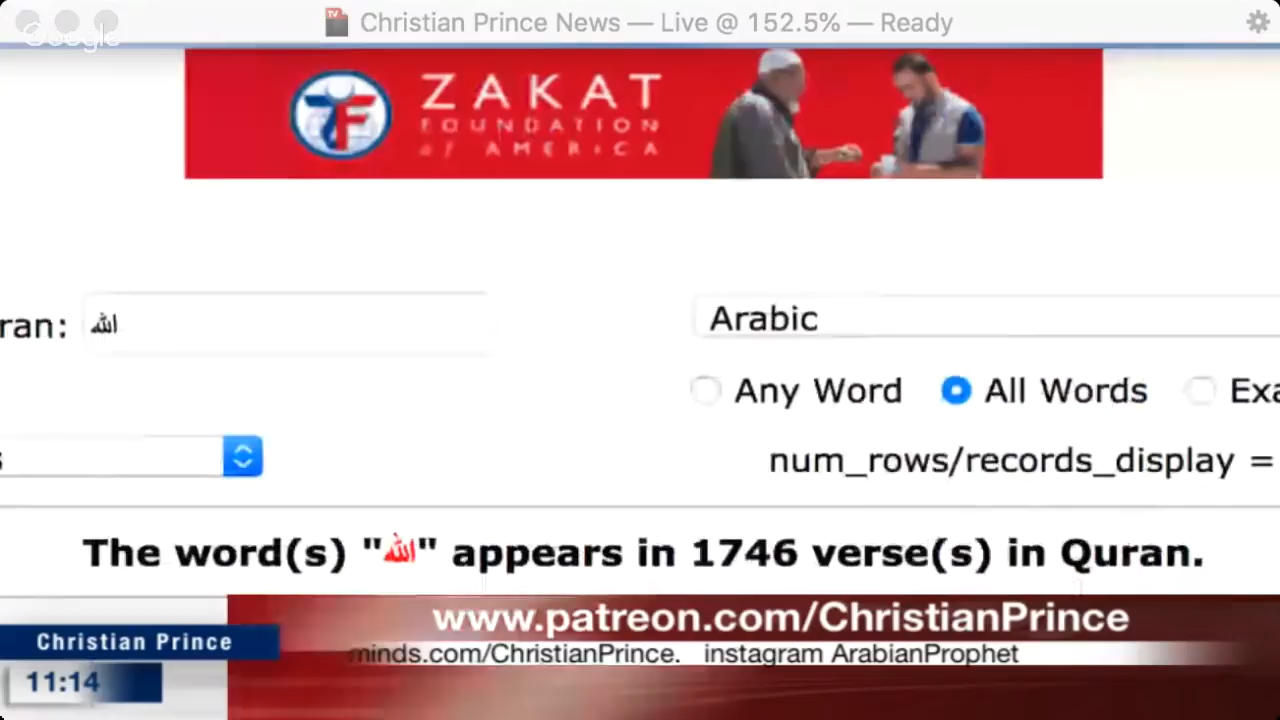 Christian Prince News — Live @ 152.5% — Ready
Google
TV
ZAKAT
FOUNDATION
of AMERICA
ran: الله
Arabic
Any Word All Words Exa
s
num_rows/records_display =
The word(s) "الله" appears in 1746 verse(s) in Quran.
www.patreon.com/ChristianPrince
Christian Prince
minds.com/ChristianPrince. instagram ArabianProphet
11:14